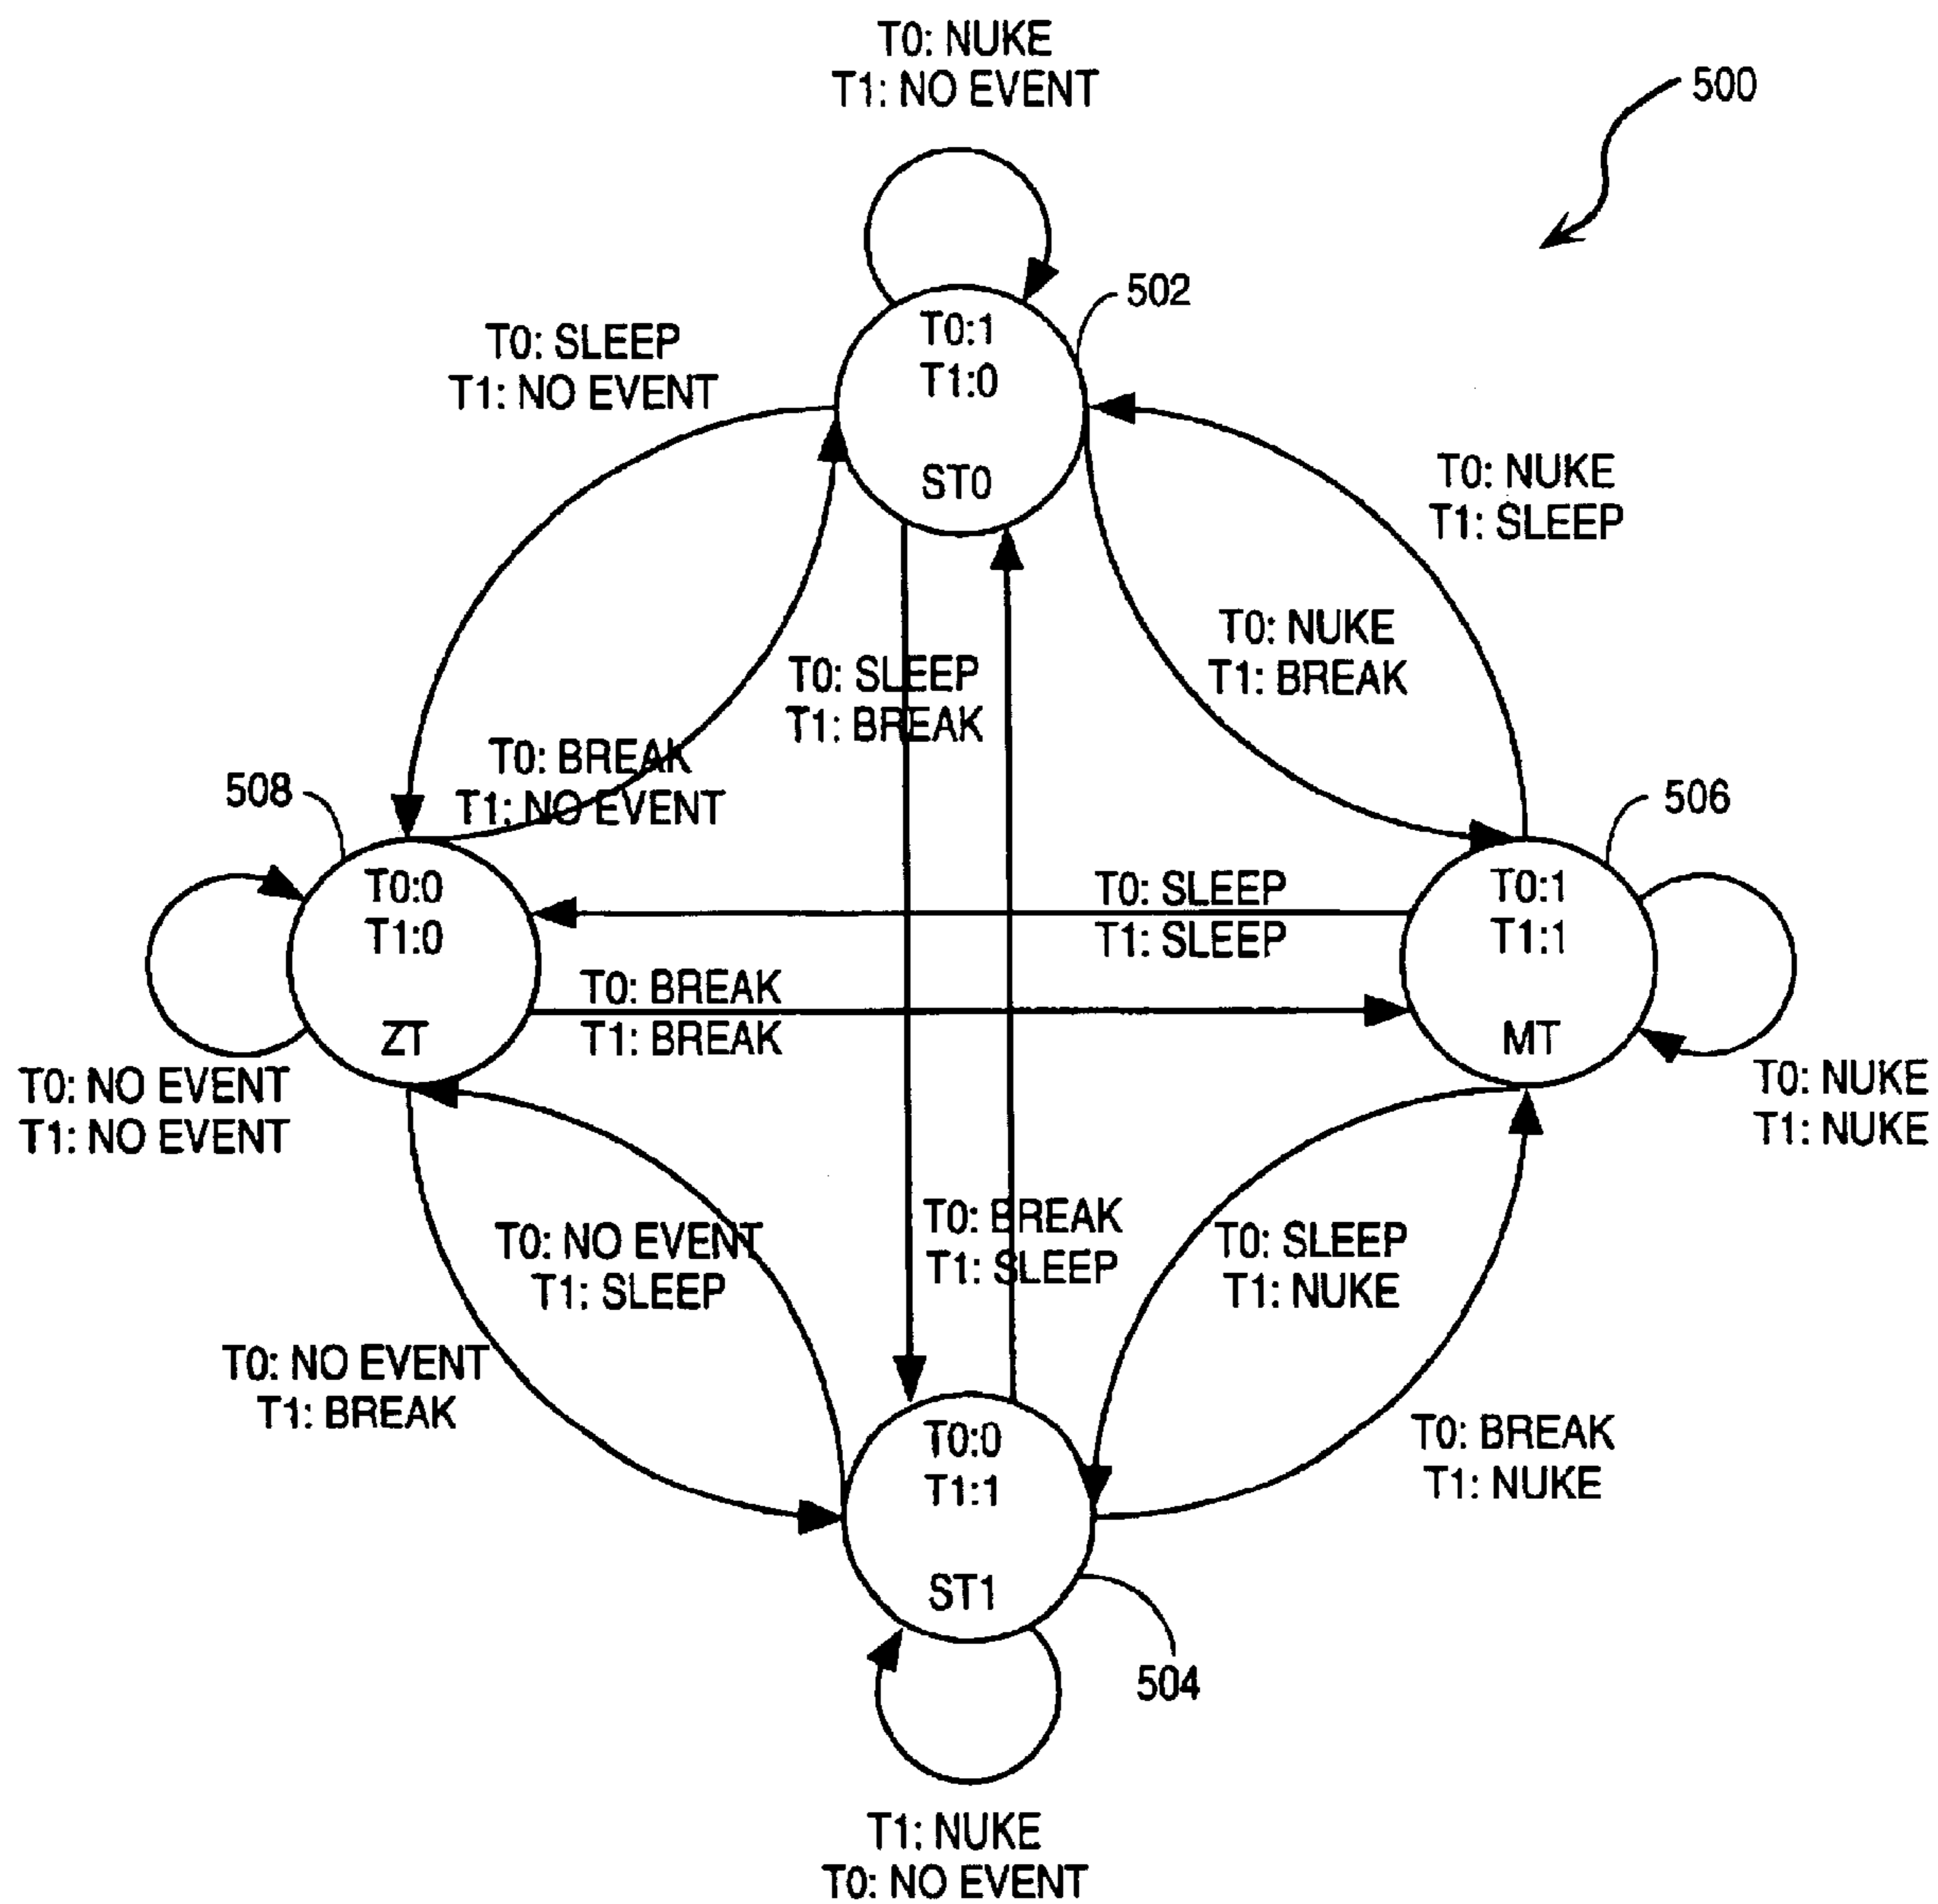 T0: NUKE
T1: NO EVENT
500
502
T0:1
T1:0
ST0
T0: SLEEP
T1: NO EVENT
T0: NUKE
T1: SLEEP
T0: NUKE
T1: BREAK
T0: SLEEP
T1: BREAK
T0: BREAK
T1: NO EVENT
508
506
T0:0
T1:0
ZT
T0: SLEEP
T1: SLEEP
T0: BREAK
T1: BREAK
T0:1
T1:1
MT
T0: NO EVENT
T1: NO EVENT
T0: NUKE
T1: NUKE
T0: NO EVENT
T1: SLEEP
T0: BREAK
T1: SLEEP
T0: SLEEP
T1: NUKE
T0: NO EVENT
T1: BREAK
T0: BREAK
T1: NUKE
T0:0
T1:1
ST1
504
T1: NUKE
T0: NO EVENT